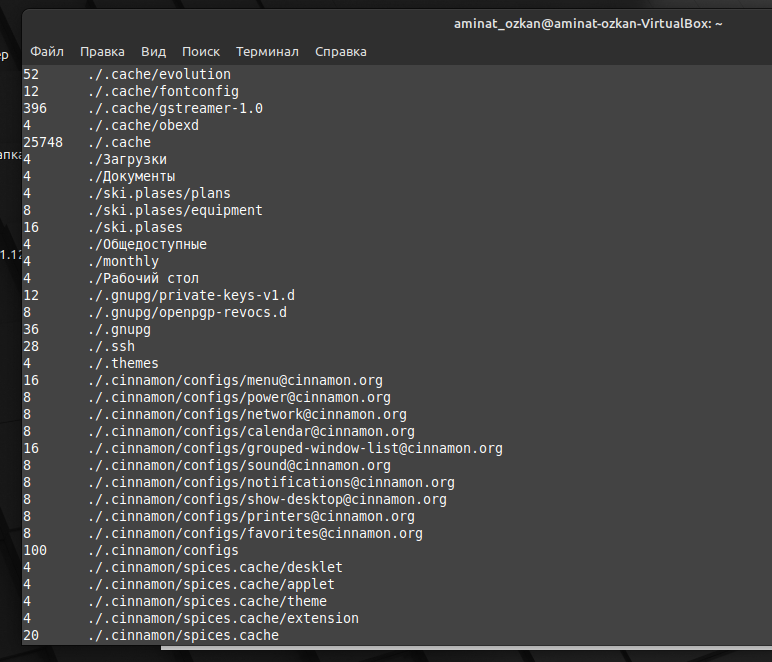 aminat_ozkan@aminat-ozkan-VirtualBox: ~
Файл Правка Вид Поиск Терминал Справка
52 ./.cache/evolution
12 ./.cache/fontconfig
396 ./.cache/gstreamer-1.0
4 ./.cache/obexd
25748 ./.cache
4 ./Загрузки
4 ./Документы
4 ./ski.plases/plans
8 ./ski.plases/equipment
16 ./ski.plases
4 ./Общедоступные
4 ./monthly
4 ./Рабочий стол
12 ./.gnupg/private-keys-v1.d
8 ./.gnupg/openpgp-revocs.d
36 ./.gnupg
28 ./.ssh
4 ./.themes
16 ./.cinnamon/configs/menu@cinnamon.org
8 ./.cinnamon/configs/power@cinnamon.org
8 ./.cinnamon/configs/network@cinnamon.org
8 ./.cinnamon/configs/calendar@cinnamon.org
16 ./.cinnamon/configs/grouped-window-list@cinnamon.org
8 ./.cinnamon/configs/sound@cinnamon.org
8 ./.cinnamon/configs/notifications@cinnamon.org
8 ./.cinnamon/configs/show-desktop@cinnamon.org
8 ./.cinnamon/configs/printers@cinnamon.org
8 ./.cinnamon/configs/favorites@cinnamon.org
100 ./.cinnamon/configs
4 ./.cinnamon/spices.cache/desklet
4 ./.cinnamon/spices.cache/applet
4 ./.cinnamon/spices.cache/theme
4 ./.cinnamon/spices.cache/extension
20 ./.cinnamon/spices.cache